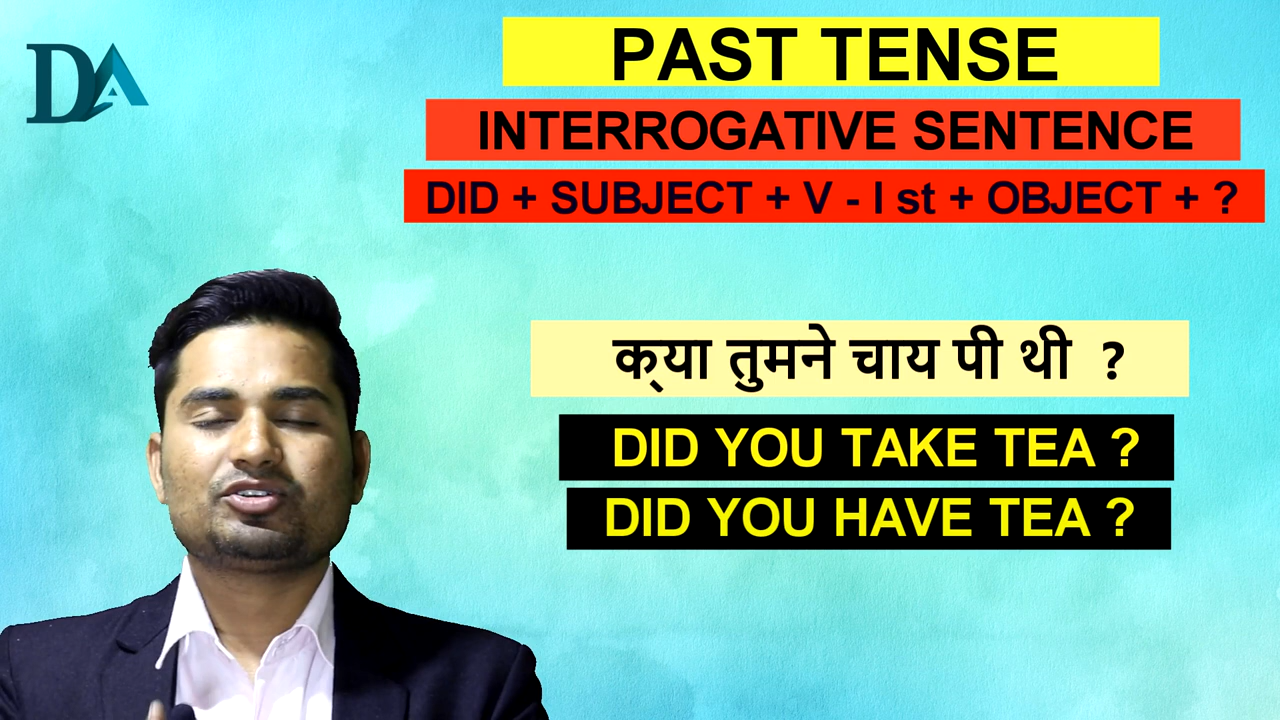 DA
PAST TENSE
INTERROGATIVE SENTENCE
DID + SUBJECT + V - I st + OBJECT + ?
क्‌या तुमने चाय पी थी ?
DID YOU TAKE TEA ?
DID YOU HAVE TEA ?